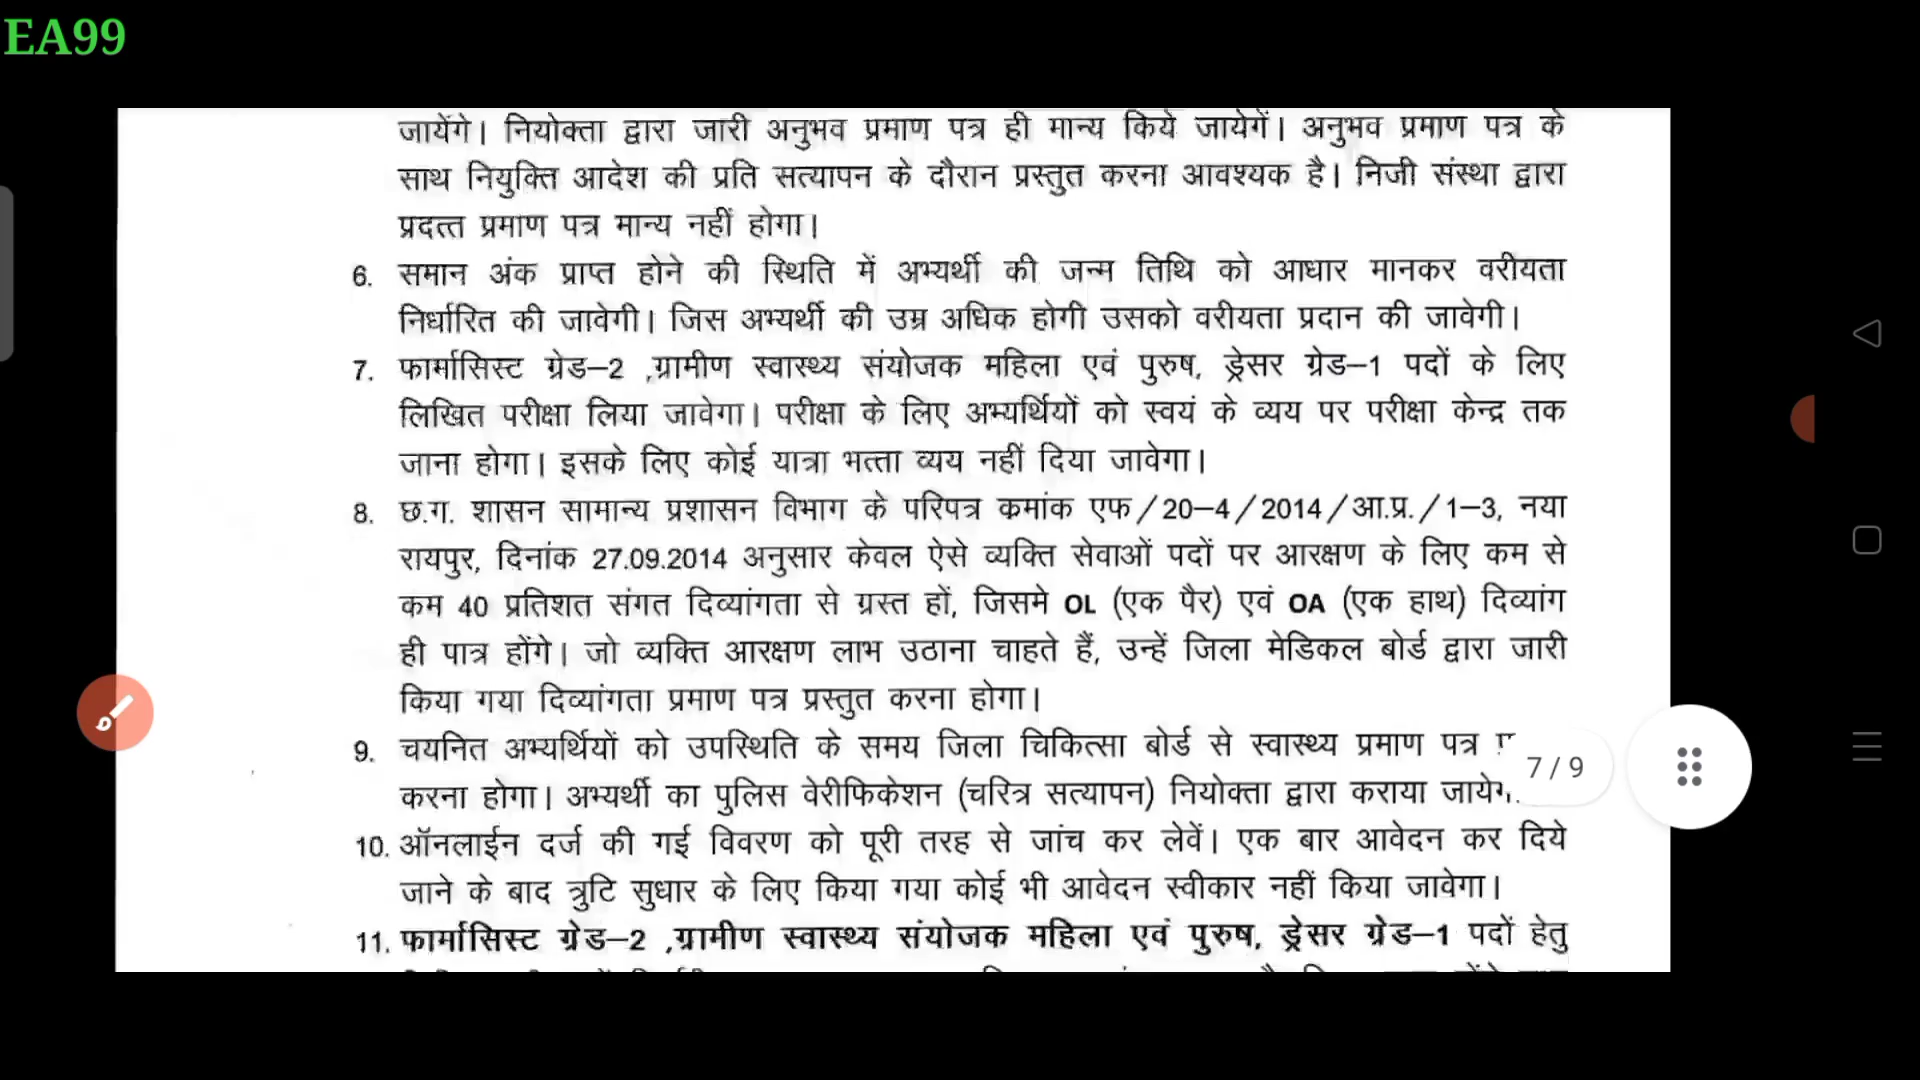 EA99
जायेंगे। नियोक्ता द्वारा जारी अनुभव प्रमाण पत्र ही मान्य किये जायेगें। अनुभव प्रमाण पत्र के
साथ नियुक्ति आदेश की प्रति सत्यापन के दौरान प्रस्तुत करना आवश्यक है। निजी संस्था द्वारा
प्रदत्त प्रमाण पत्र मान्य नहीं होगा।
6. समान अंक प्राप्त होने की स्थिति में अभ्यर्थी की जन्म तिथि को आधार मानकर वरीयता
निर्धारित की जावेगी। जिस अभ्यर्थी की उम्र अधिक होगी उसको वरीयता प्रदान की जावेगी।
7. फार्मासिस्ट ग्रेड–2 ,ग्रामीण स्वास्थ्य संयोजक महिला एवं पुरुष, ड्रेसर ग्रेड–1 पदों के लिए
लिखित परीक्षा लिया जावेगा। परीक्षा के लिए अभ्यर्थियों को स्वयं के व्यय पर परीक्षा केन्द्र तक
जाना होगा। इसके लिए कोई यात्रा भत्ता व्यय नहीं दिया जावेगा।
8. छ.ग. शासन सामान्य प्रशासन विभाग के परिपत्र कमांक एफ/20–4/2014/आ.प्र./1–3, नया
रायपुर, दिनांक 27.09.2014 अनुसार केवल ऐसे व्यक्ति सेवाओं पदों पर आरक्षण के लिए कम से
कम 40 प्रतिशत संगत दिव्यांगता से ग्रस्त हों, जिसमे OL (एक पैर) एवं OA (एक हाथ) दिव्यांग
ही पात्र होंगे। जो व्यक्ति आरक्षण लाभ उठाना चाहते हैं, उन्हें जिला मेडिकल बोर्ड द्वारा जारी
किया गया दिव्यांगता प्रमाण पत्र प्रस्तुत करना होगा।
9. चयनित अभ्यर्थियों को उपस्थिति के समय जिला चिकित्सा बोर्ड से स्वास्थ्य प्रमाण पत्र
करना होगा। अभ्यर्थी का पुलिस वेरीफिकेशन (चरित्र सत्यापन) नियोक्ता द्वारा कराया
7 / 9
10. ऑनलाईन दर्ज की गई विवरण को पूरी तरह से जांच कर लेवें। एक बार आवेदन कर दिये
जाने के बाद त्रुटि सुधार के लिए किया गया कोई भी आवेदन स्वीकार नहीं किया जावेगा।
11. फार्मासिस्ट ग्रेड–2 ,ग्रामीण स्वास्थ्य संयोजक महिला एवं पुरुष, ड्रेसर ग्रेड–1 पदों हेतु